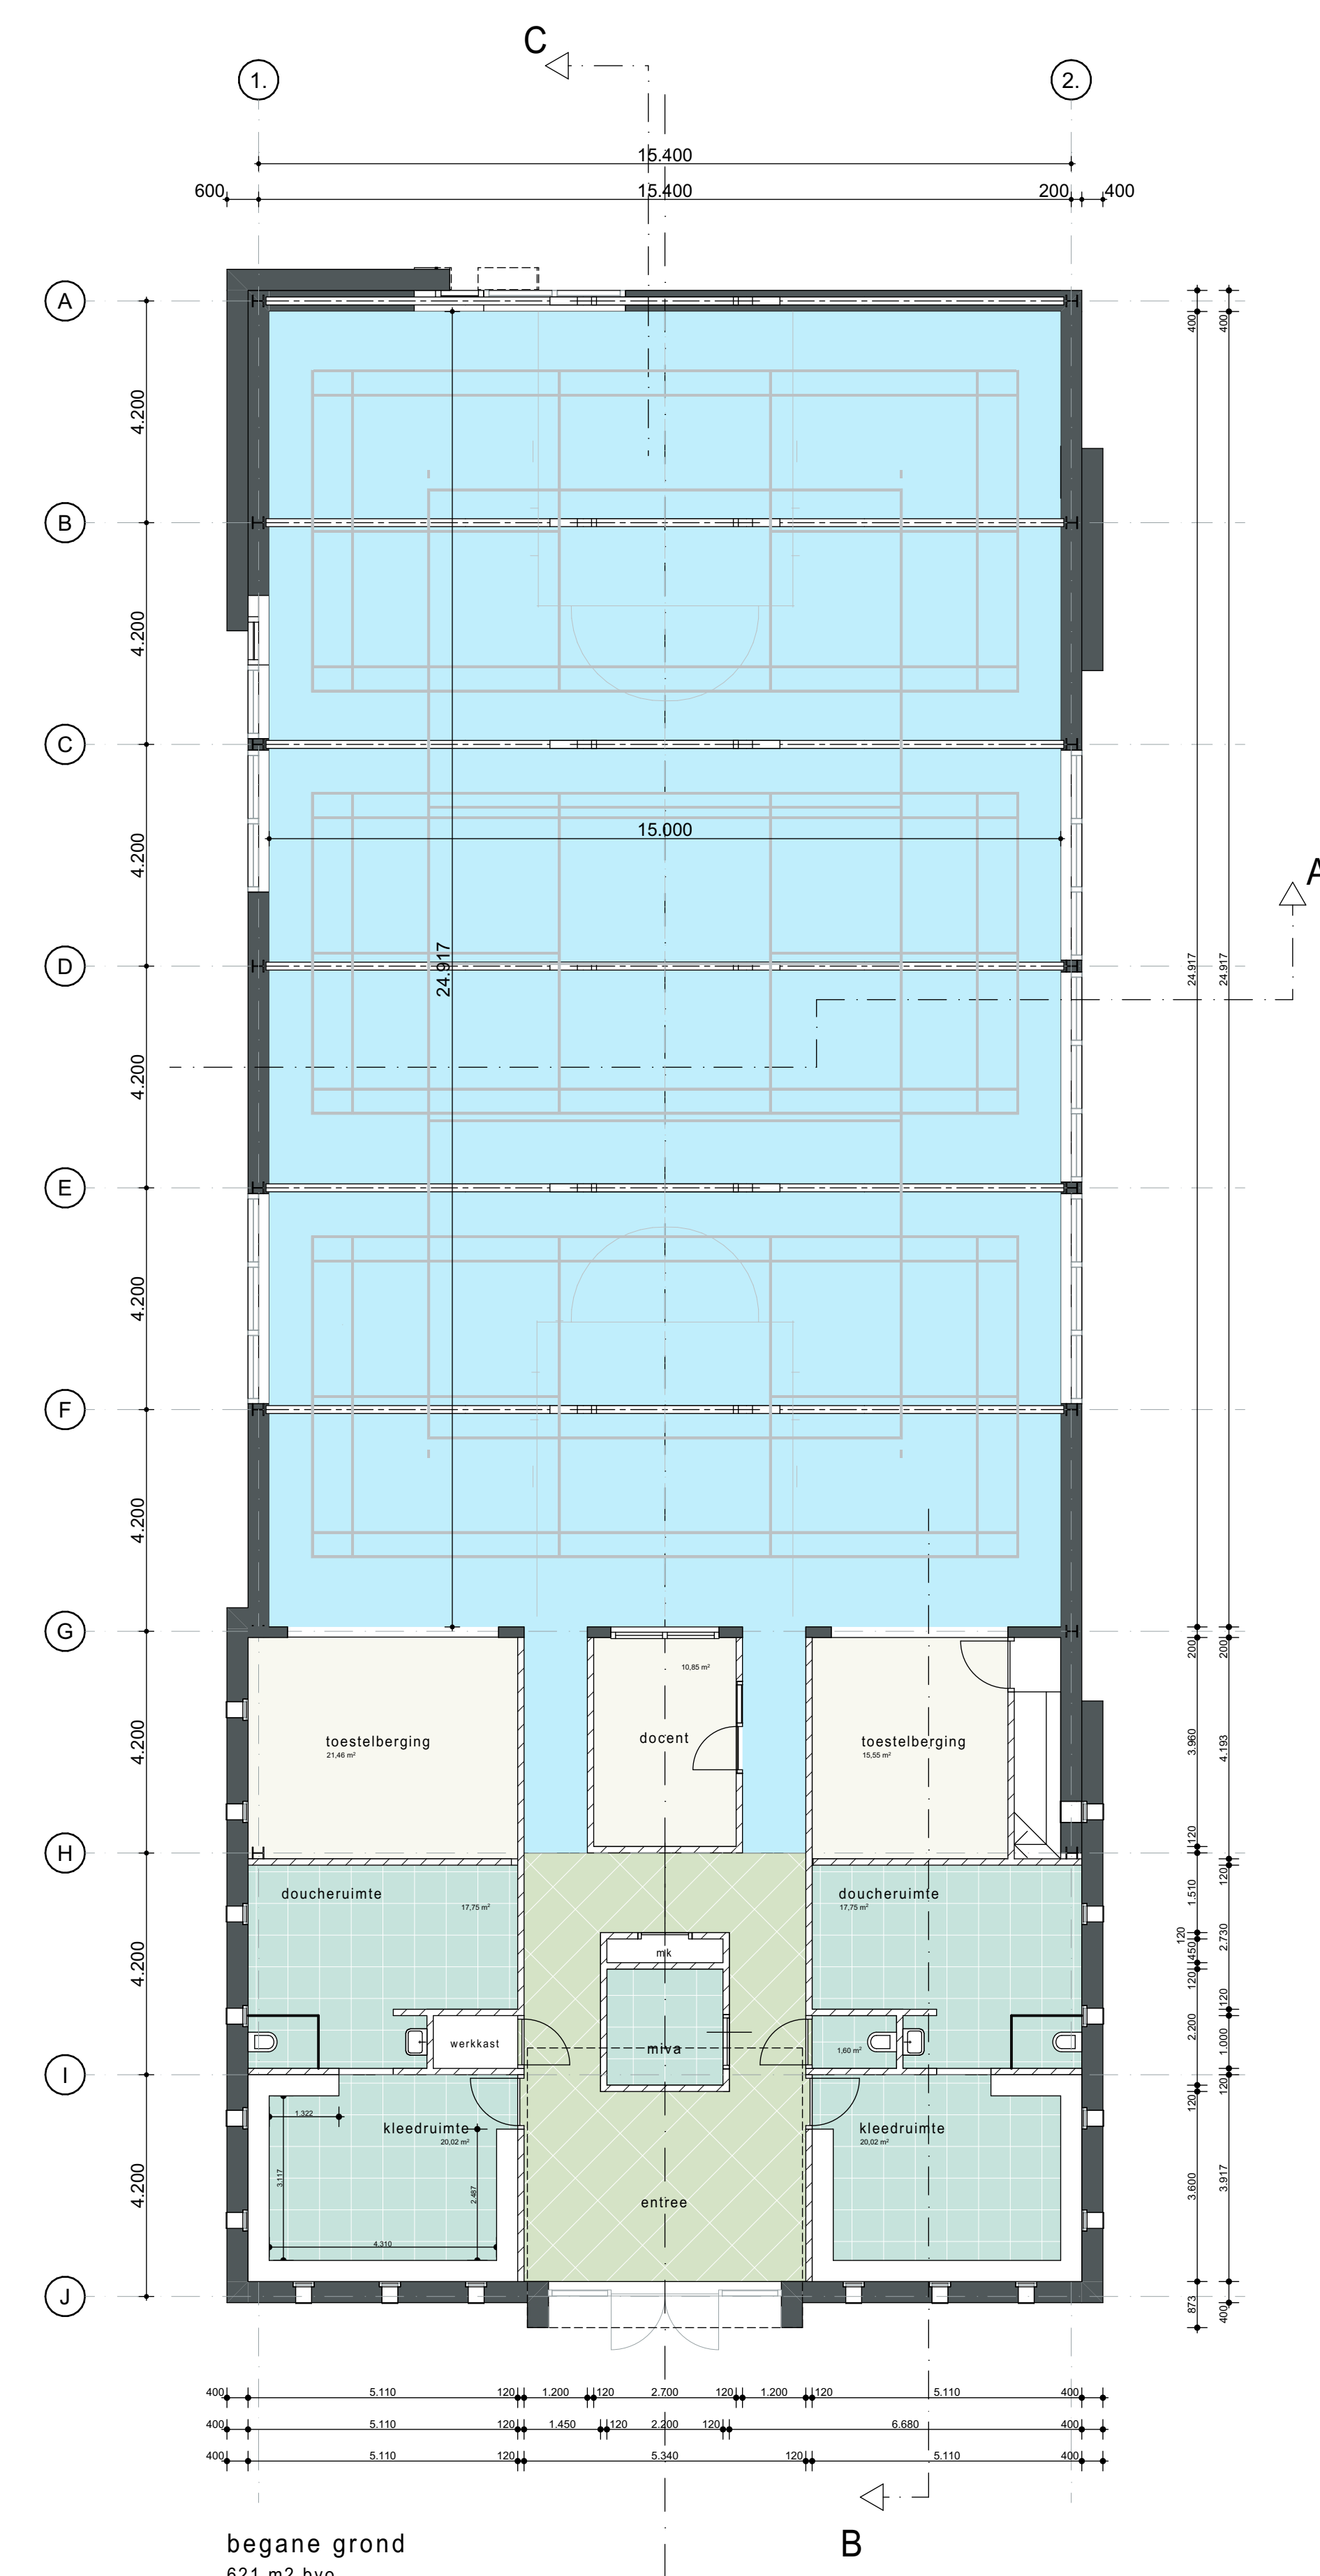 C
1.
2.
15.400
600
15.400
200
400
A
400
400
4.200
B
4.200
C
4.200
15.000
A
24.917
24.917
24.917
D
4.200
E
4.200
F
4.200
G
200
200
10,85 m²
4.200
toestelberging
21,46 m²
docent
toestelberging
15,55 m²
3.960
4.193
120
H
120
doucheruimte
17,75 m²
doucheruimte
17,75 m²
1.510
mk
120
450
2.730
4.200
120
120
werkkast
miva
1,60 m²
2.200
1.000
I
120
120
1.322
kleedruimte
20,02 m²
kleedruimte
20,02 m²
3.117
2.487
4.200
entree
3.600
3.917
4.310
J
873
400
400
5.110
120
1.200
120
2.700
120
1.200
120
5.110
400
400
5.110
120
1.450
120
2.200
120
6.680
400
400
5.110
120
5.340
120
5.110
400
B
begane grond
621 m2 bvo